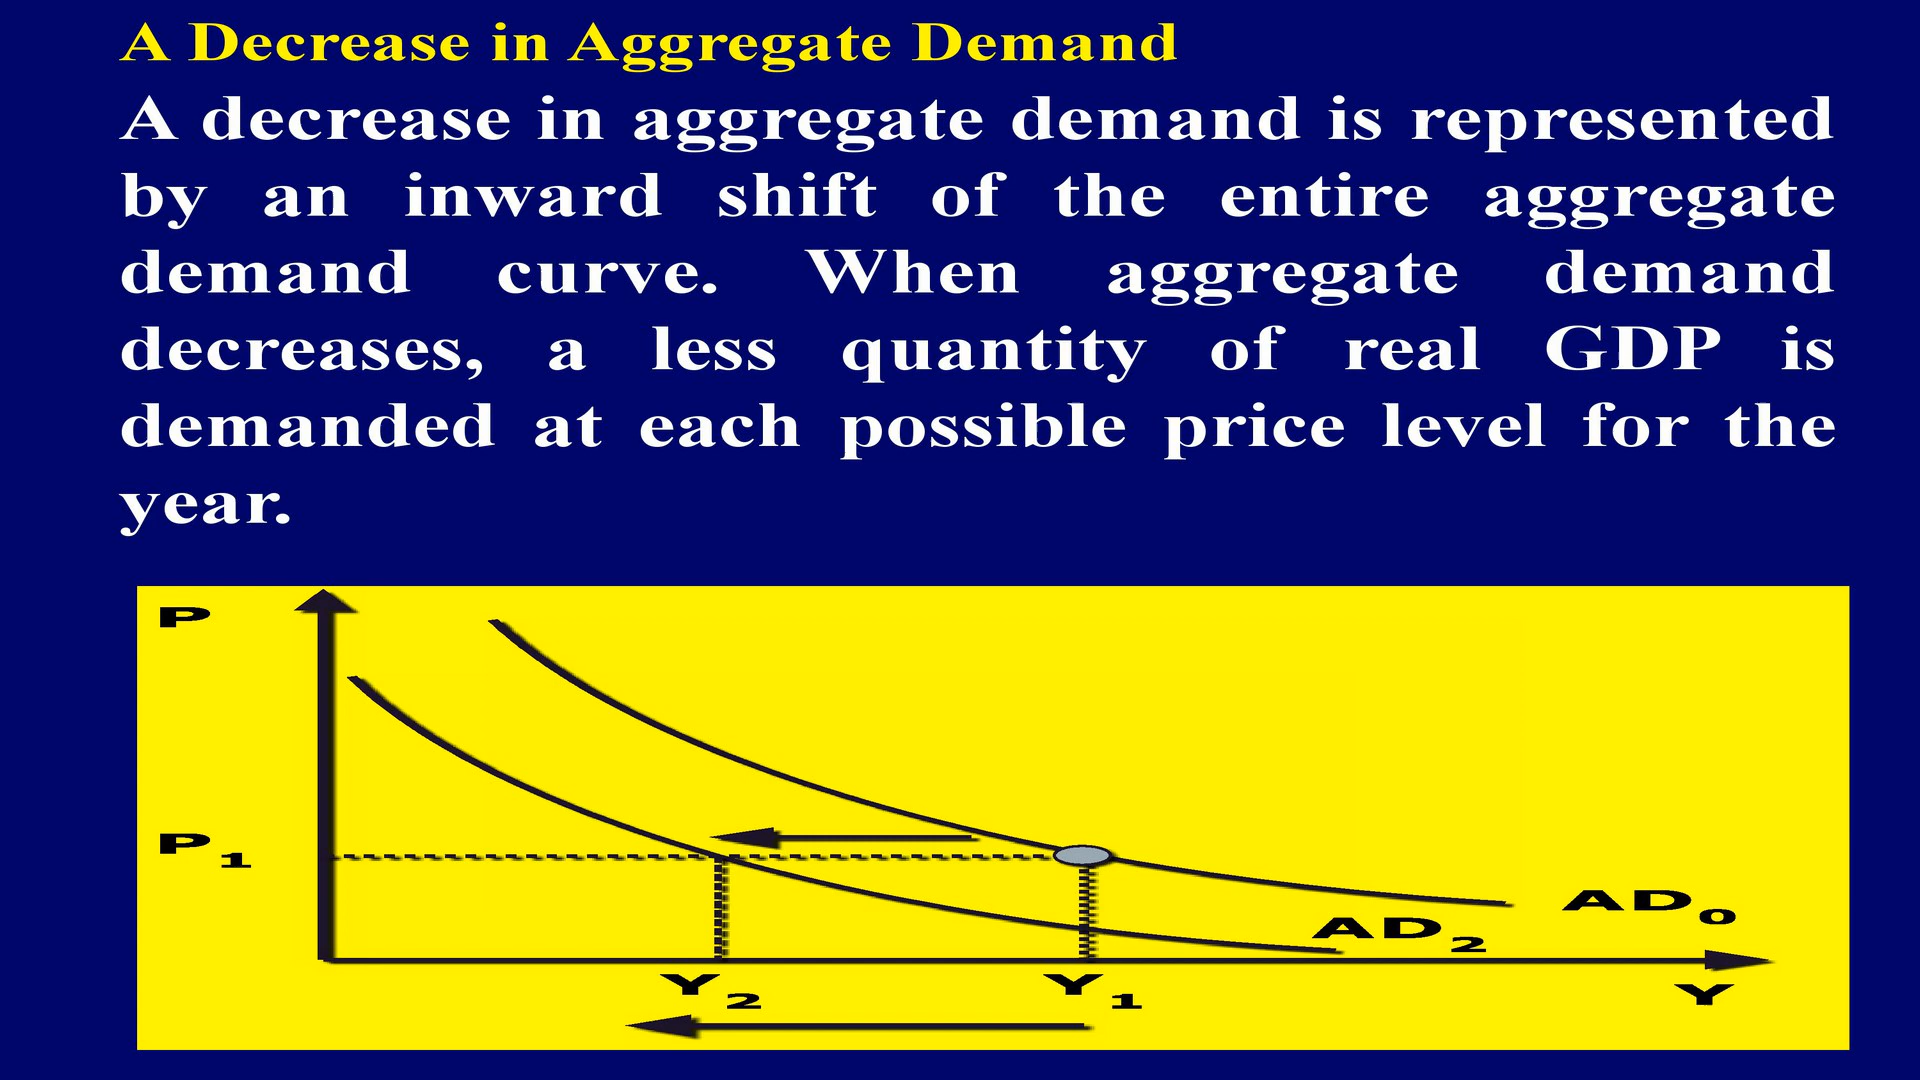 A Decrease in Aggregate Demand
A decrease in aggregate demand is represented
by an inward shift of the entire aggregate
demand curve. When aggregate demand
decreases, a less quantity of real GDP is
demanded at each possible price level for the
year.
P
P1
AD0
AD2
Y2 Y1
Y